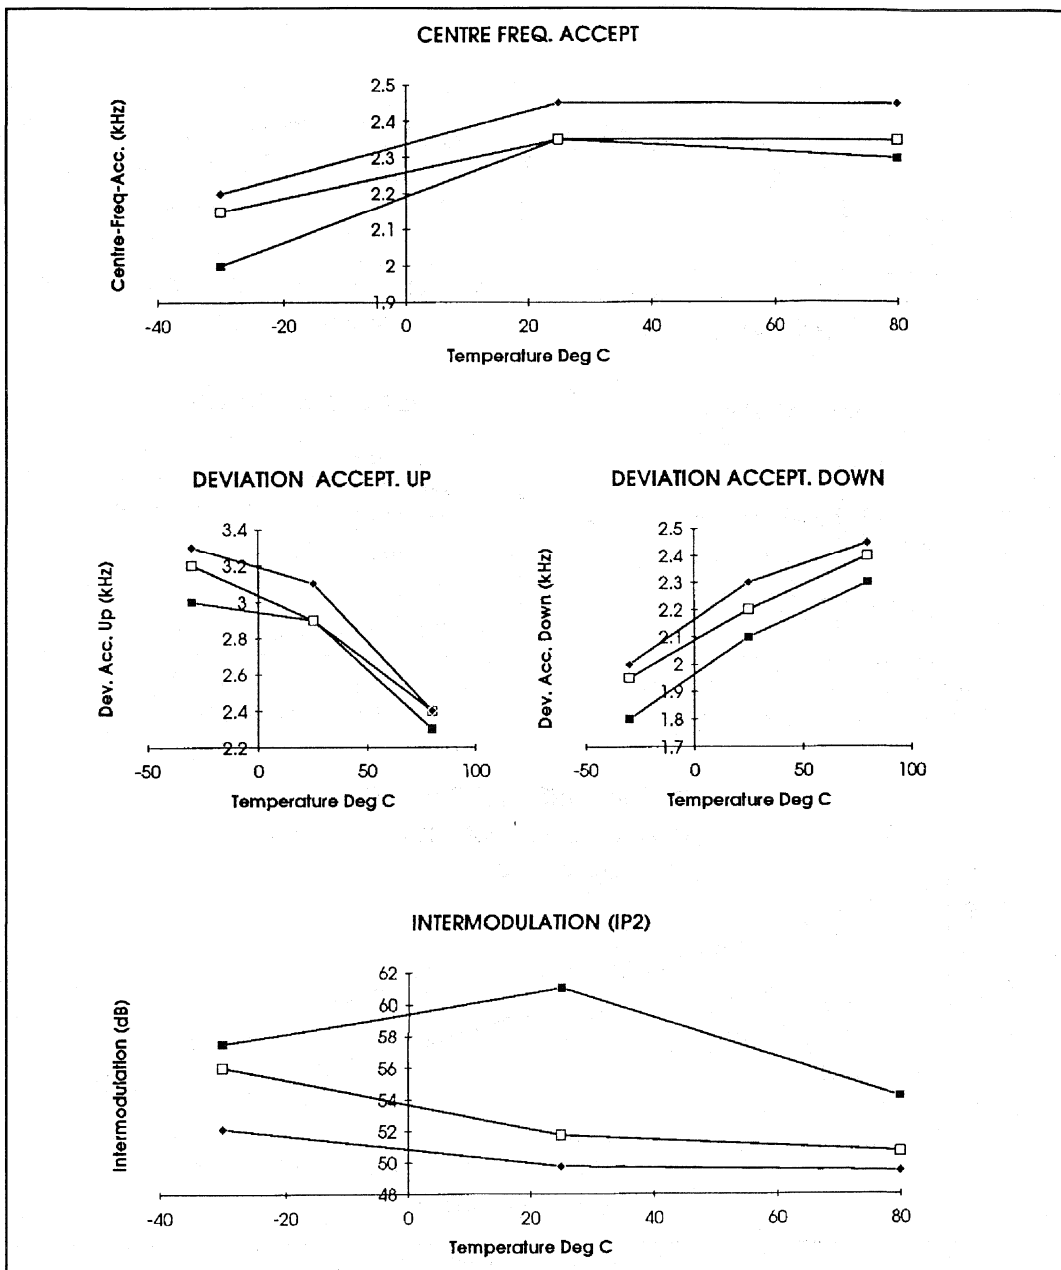 CENTRE FREQ. ACCEPT
Centre-Freq-Acc. (kHz)
2.5
2.4
2.3
2.2
2.1
2
1.9
-40 -20 0 20 40 60 80
Temperature Deg C
DEVIATION ACCEPT. UP
Dev. Acc. Up (kHz)
3.4
3.2
3
2.8
2.6
2.4
2.2
-50 0 50 100
Temperature Deg C
DEVIATION ACCEPT. DOWN
Dev. Acc. Down (kHz)
2.5
2.4
2.3
2.2
2.1
2
1.9
1.8
1.7
-50 0 50 100
Temperature Deg C
INTERMODULATION (IP2)
Intermodulation (dB)
62
60
58
56
54
52
50
48
-40 -20 0 20 40 60 80
Temperature Deg C